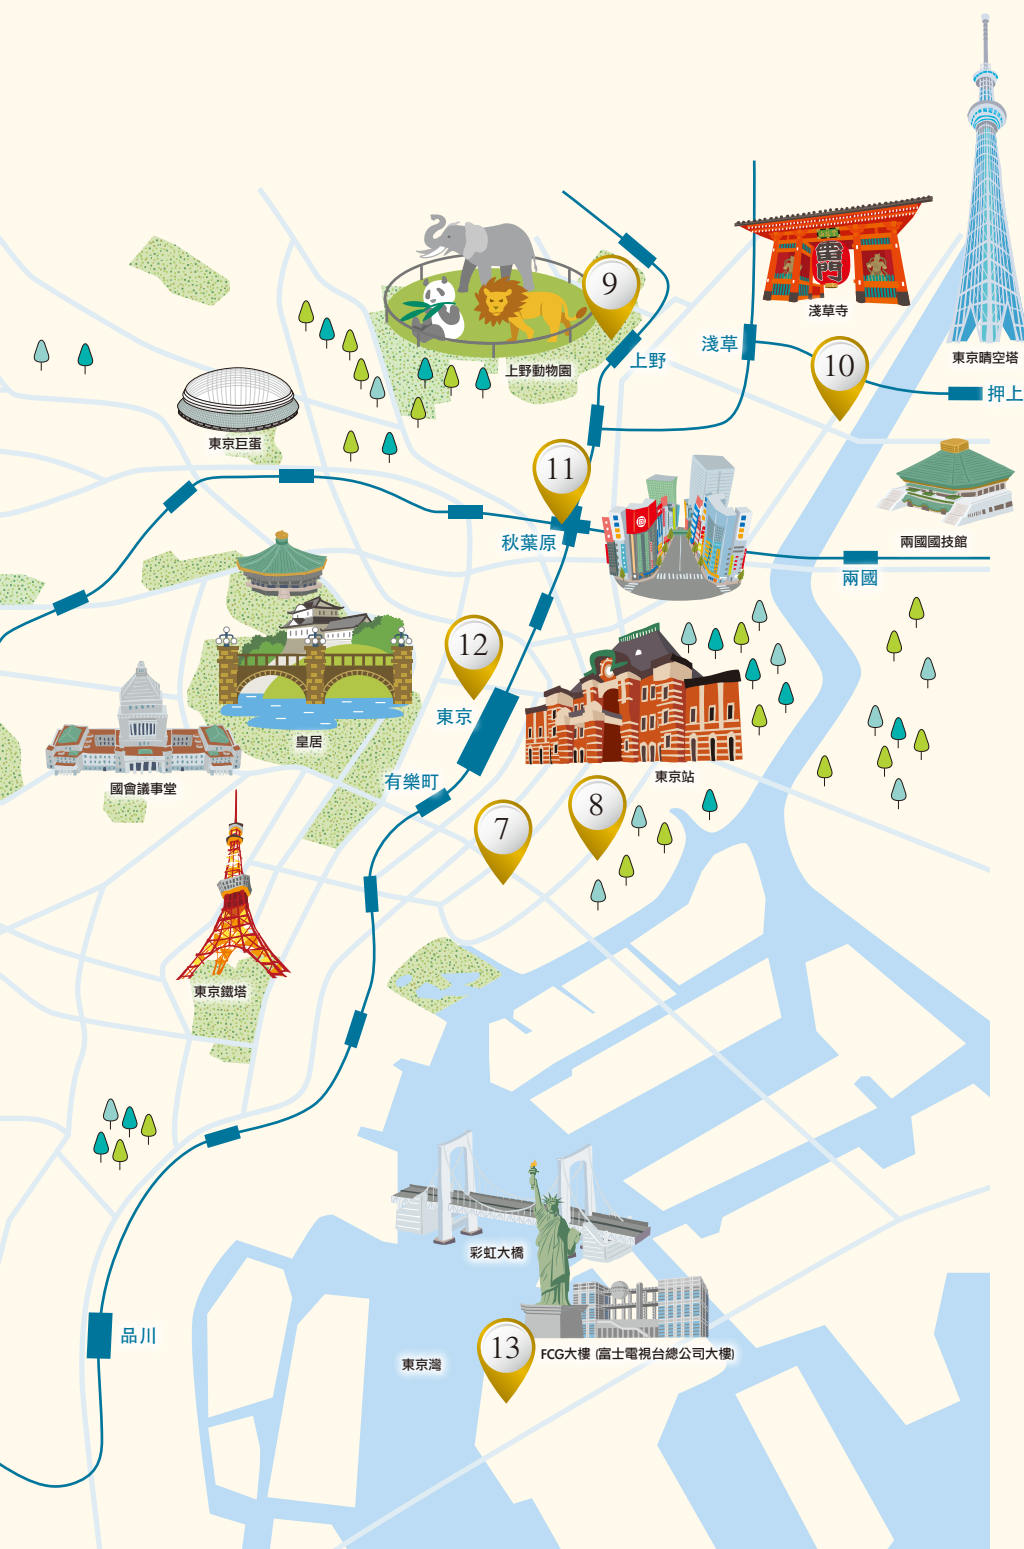 9
雷門
淺草寺
淺草
10
東京晴空塔
上野
上野動物園
押上
東京巨蛋
11
秋葉原
兩國國技館
兩國
12
東京
皇居
東京站
有樂町
國會議事堂
8
7
東京鐵塔
彩虹大橋
品川
13
FCG大樓 (富士電視台總公司大樓)
東京灣